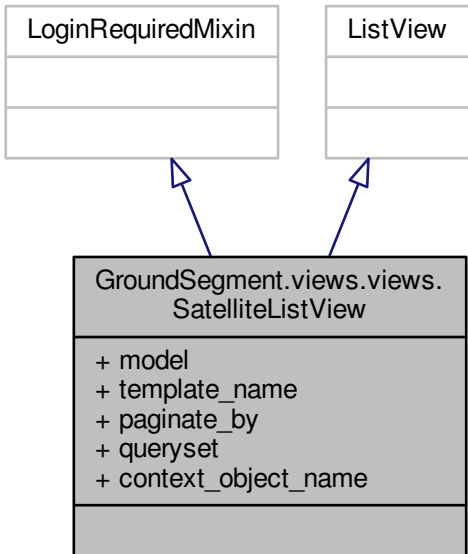 LoginRequiredMixin
ListView
GroundSegment.views.views.
SatelliteListView
+ model
+ template_name
+ paginate_by
+ queryset
+ context_object_name